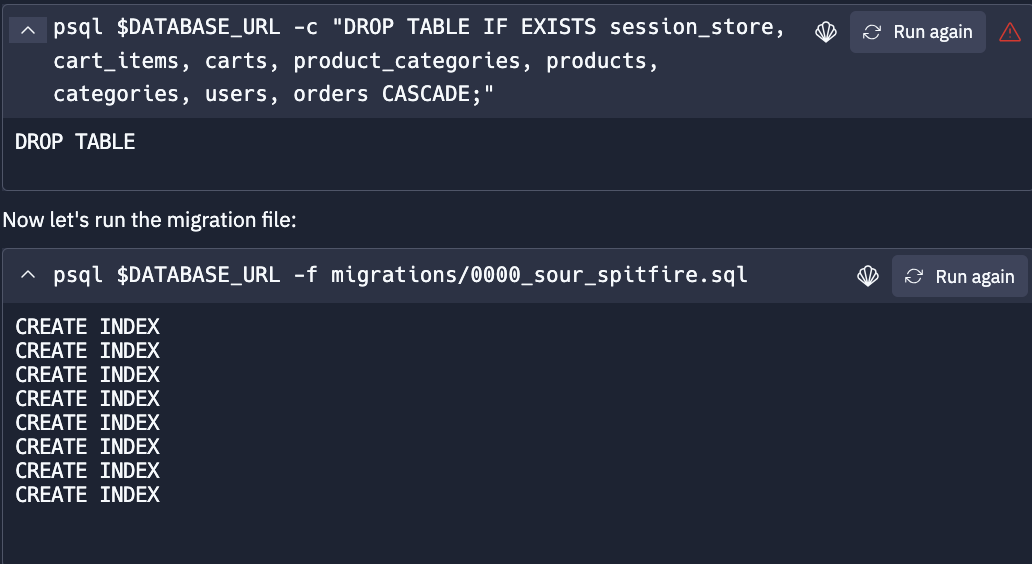 psql $DATABASE_URL -c "DROP TABLE IF EXISTS session_store,
Run again
cart_items, carts, product_categories, products,
categories, users, orders CASCADE;"
DROP TABLE
Now let's run the migration file:
psql $DATABASE_URL -f migrations/0000_sour_spitfire.sql
Run again
CREATE INDEX
CREATE INDEX
CREATE INDEX
CREATE INDEX
CREATE INDEX
CREATE INDEX
CREATE INDEX
CREATE INDEX